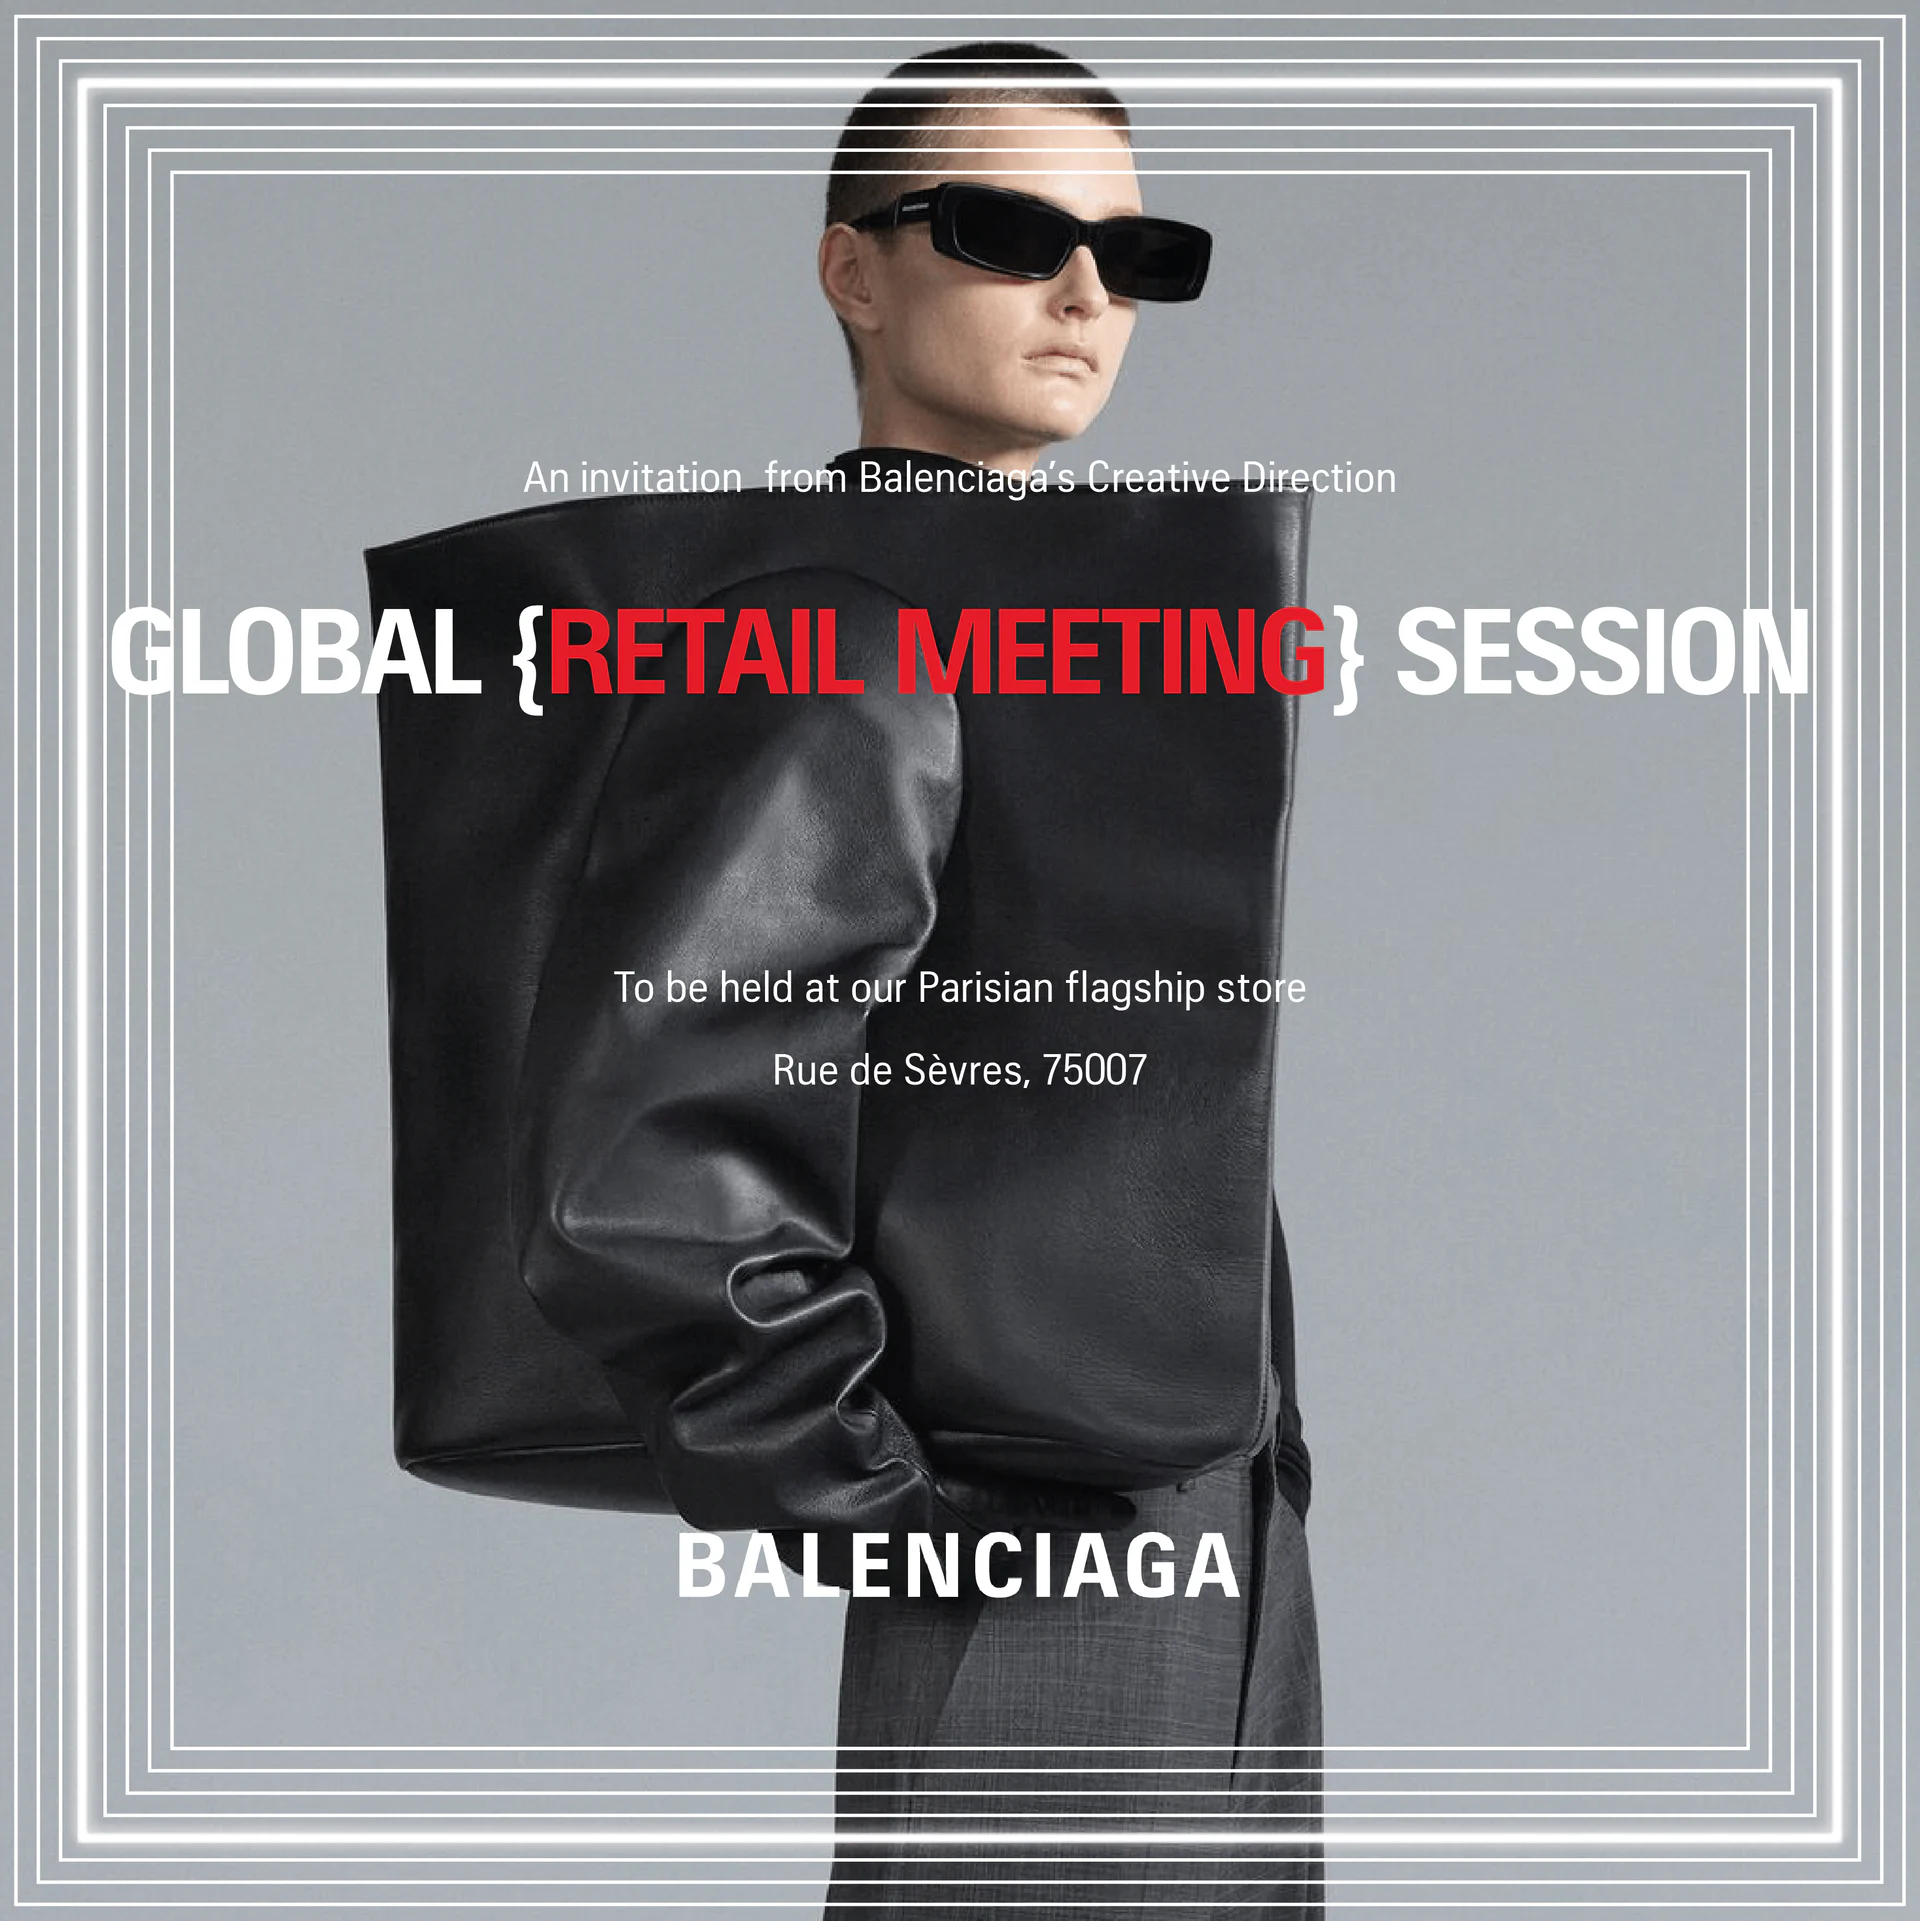 An invitation  from Balenciaga’s Creative Direction
GLOBAL {RETAIL MEETING} SESSION
To be held at our Parisian flagship store
Rue de Sèvres, 75007
BALENCIAGA